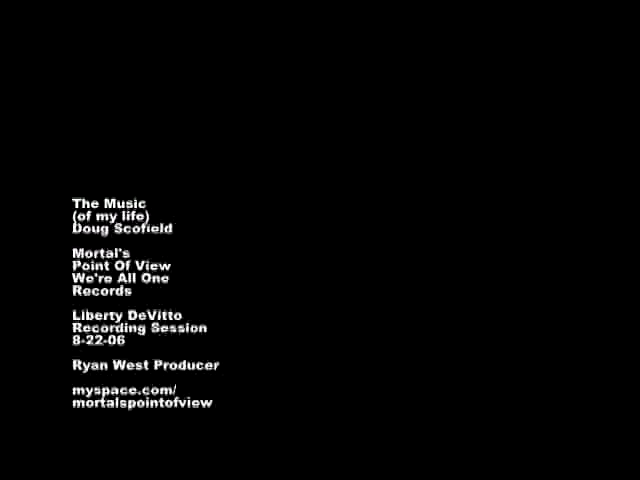 The Music
(of my life)
Doug Scofield
Mortal's
Point Of View
We're All One
Records
Liberty DeVitto
Recording Session
8-22-06
Ryan West Producer
myspace.com/
mortalspointofview